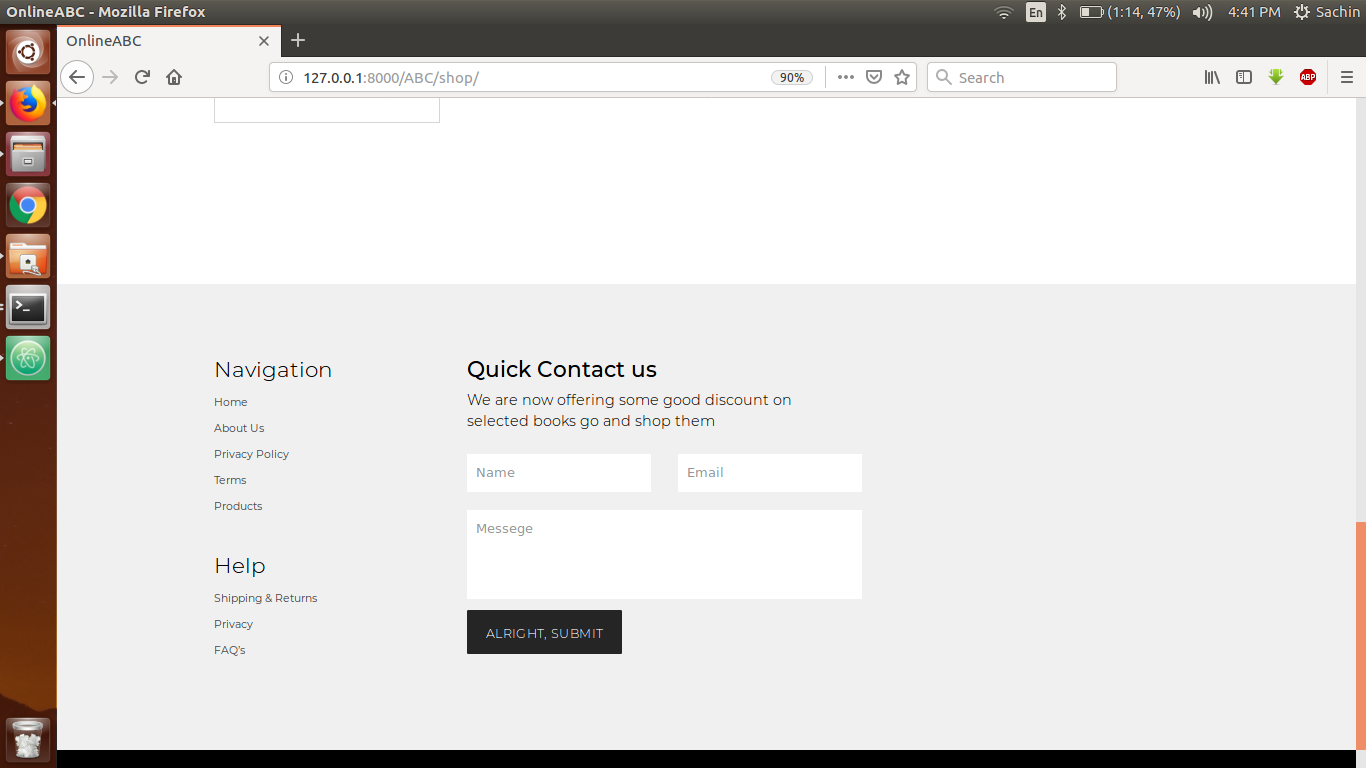 OnlineABC - Mozilla Firefox
En
(1:14, 47%)
4:41 PM
Sachin
OnlineABC
127.0.0.1:8000/ABC/shop/
90%
Search
ABP
Navigation
Home
About Us
Privacy Policy
Terms
Products
Help
Shipping & Returns
Privacy
FAQ's
Quick Contact us
We are now offering some good discount on
selected books go and shop them
Name
Email
Messege
ALRIGHT, SUBMIT